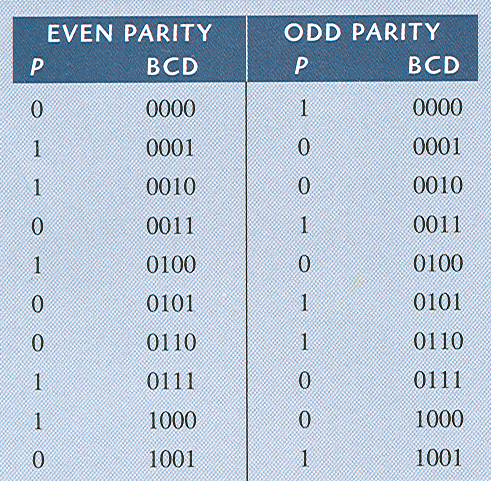 EVEN PARITY ODD PARITY
P BCD P BCD
0 0000 1 0000
1 0001 0 0001
1 0010 0 0010
0 0011 1 0011
1 0100 0 0100
0 0101 1 0101
0 0110 1 0110
1 0111 0 0111
1 1000 0 1000
0 1001 1 1001